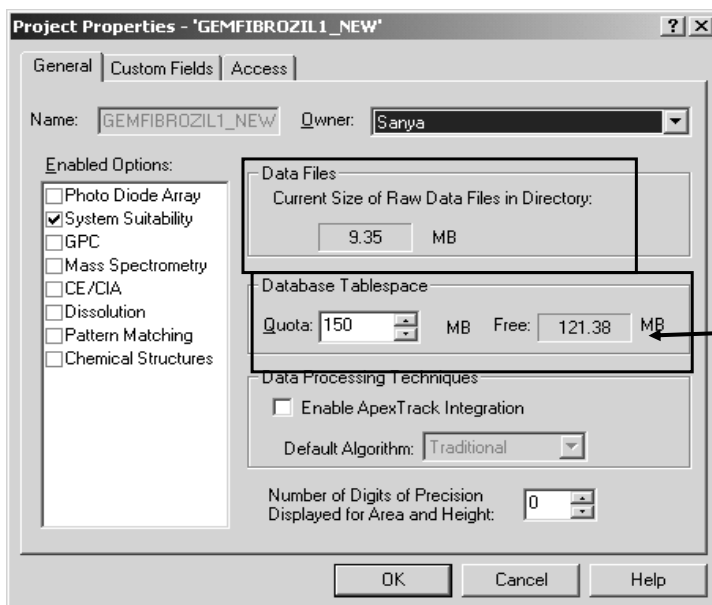 Project Properties - 'GEMFIBROZIL1_NEW'
General Custom Fields Access
Name: GEMFIBROZIL1_NEW Owner: Sanya
Enabled Options:
Photo Diode Array
System Suitability
GPC
Mass Spectrometry
CE/CIA
Dissolution
Pattern Matching
Chemical Structures
Data Files
Current Size of Raw Data Files in Directory:
9.35 MB
Database Tablespace
Quota: 150 MB Free: 121.38 MB
Data Processing Techniques
Enable ApexTrack Integration
Default Algorithm: Traditional
Number of Digits of Precision
Displayed for Area and Height: 0
OK Cancel Help